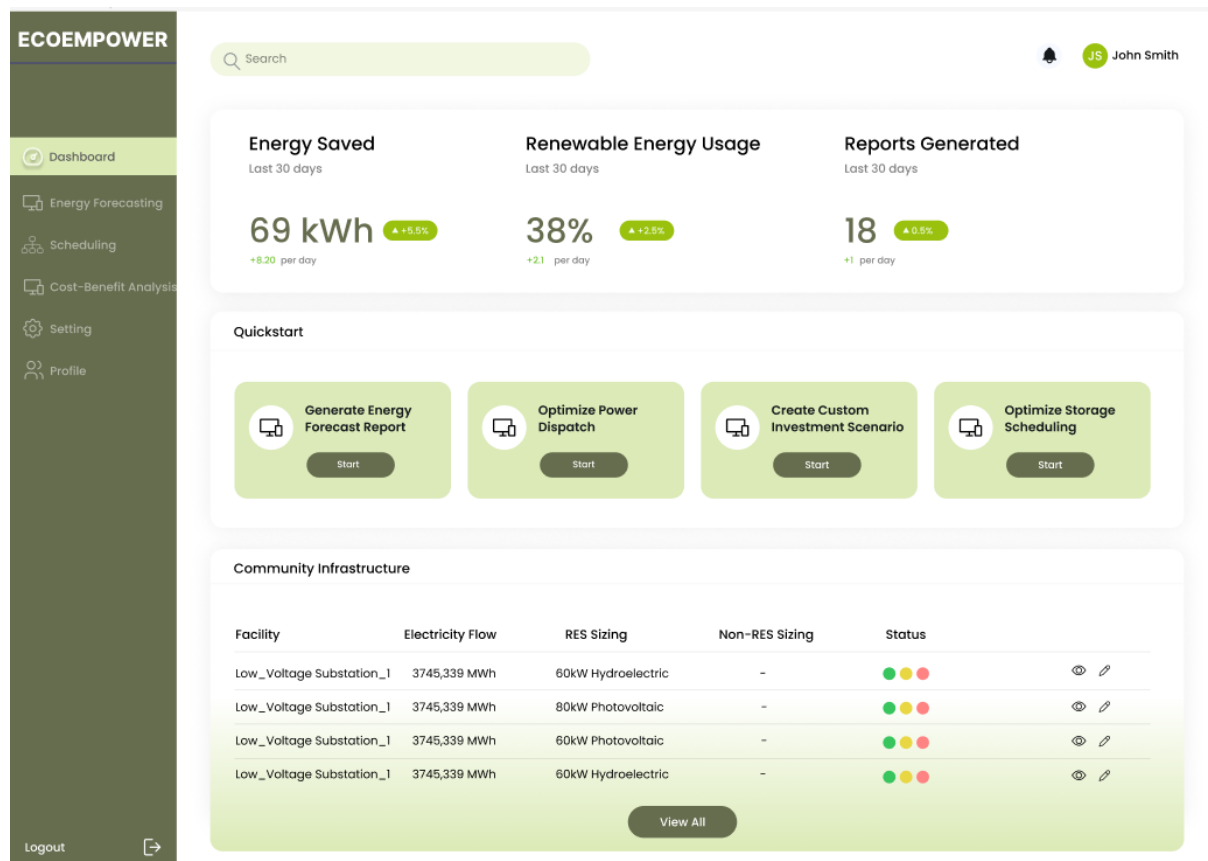 ECOEMPOWER
Search
JS John Smith
Dashboard
Energy Forecasting
Scheduling
Cost-Benefit Analysis
Setting
Profile
Logout
Energy Saved Renewable Energy Usage Reports Generated
Last 30 days Last 30 days Last 30 days
69 kWh ▲ +5.5% 38% ▲ +2.5% 18 ▲ 0.5%
+8.20 per day +2.1 per day +1 per day
Quickstart
Generate Energy
Forecast Report
Start
Optimize Power
Dispatch
Start
Create Custom
Investment Scenario
Start
Optimize Storage
Scheduling
Start
Community Infrastructure
Facility Electricity Flow RES Sizing Non-RES Sizing Status
Low_Voltage Substation_1 3745,339 MWh 60kW Hydroelectric -
Low_Voltage Substation_1 3745,339 MWh 80kW Photovoltaic -
Low_Voltage Substation_1 3745,339 MWh 60kW Photovoltaic -
Low_Voltage Substation_1 3745,339 MWh 60kW Hydroelectric -
View All